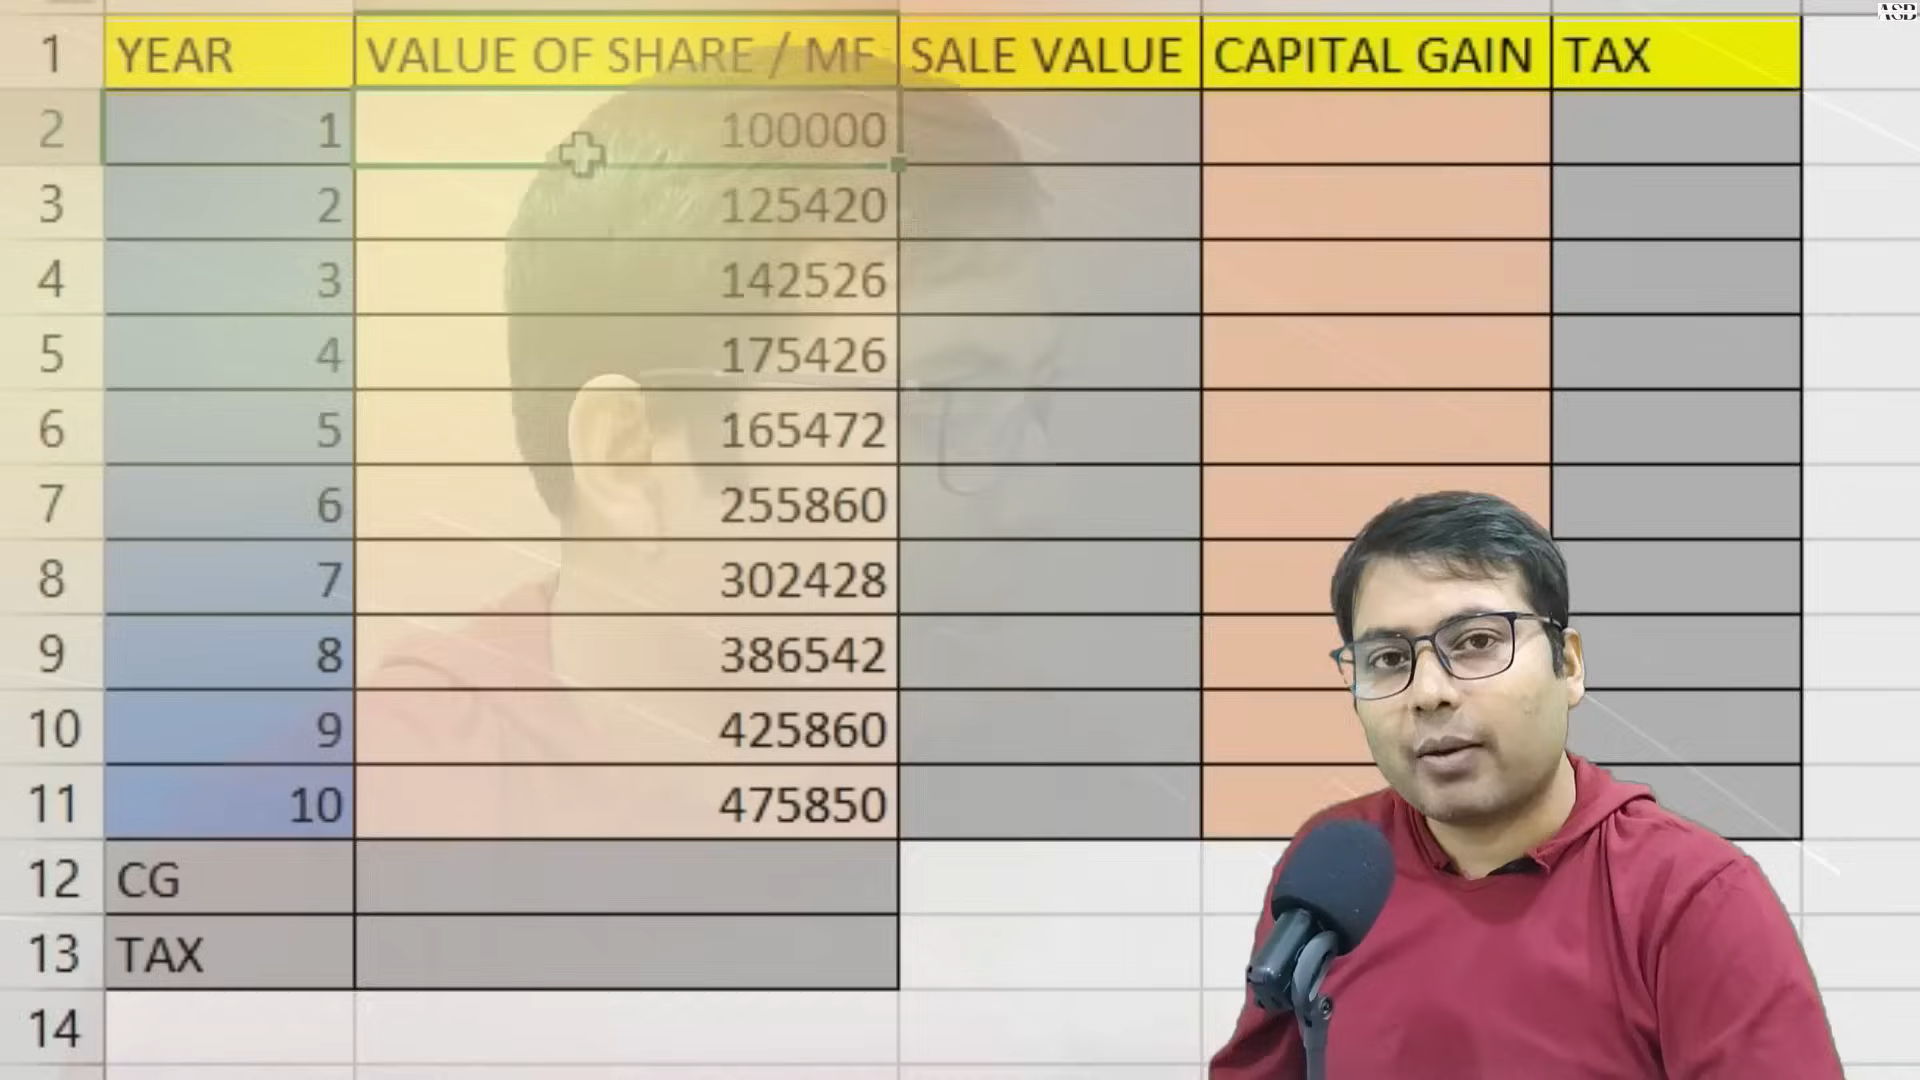 ASB
1 YEAR VALUE OF SHARE / MF SALE VALUE CAPITAL GAIN TAX
2 1 100000
3 2 125420
4 3 142526
5 4 175426
6 5 165472
7 6 255860
8 7 302428
9 8 386542
10 9 425860
11 10 475850
12 CG
13 TAX
14